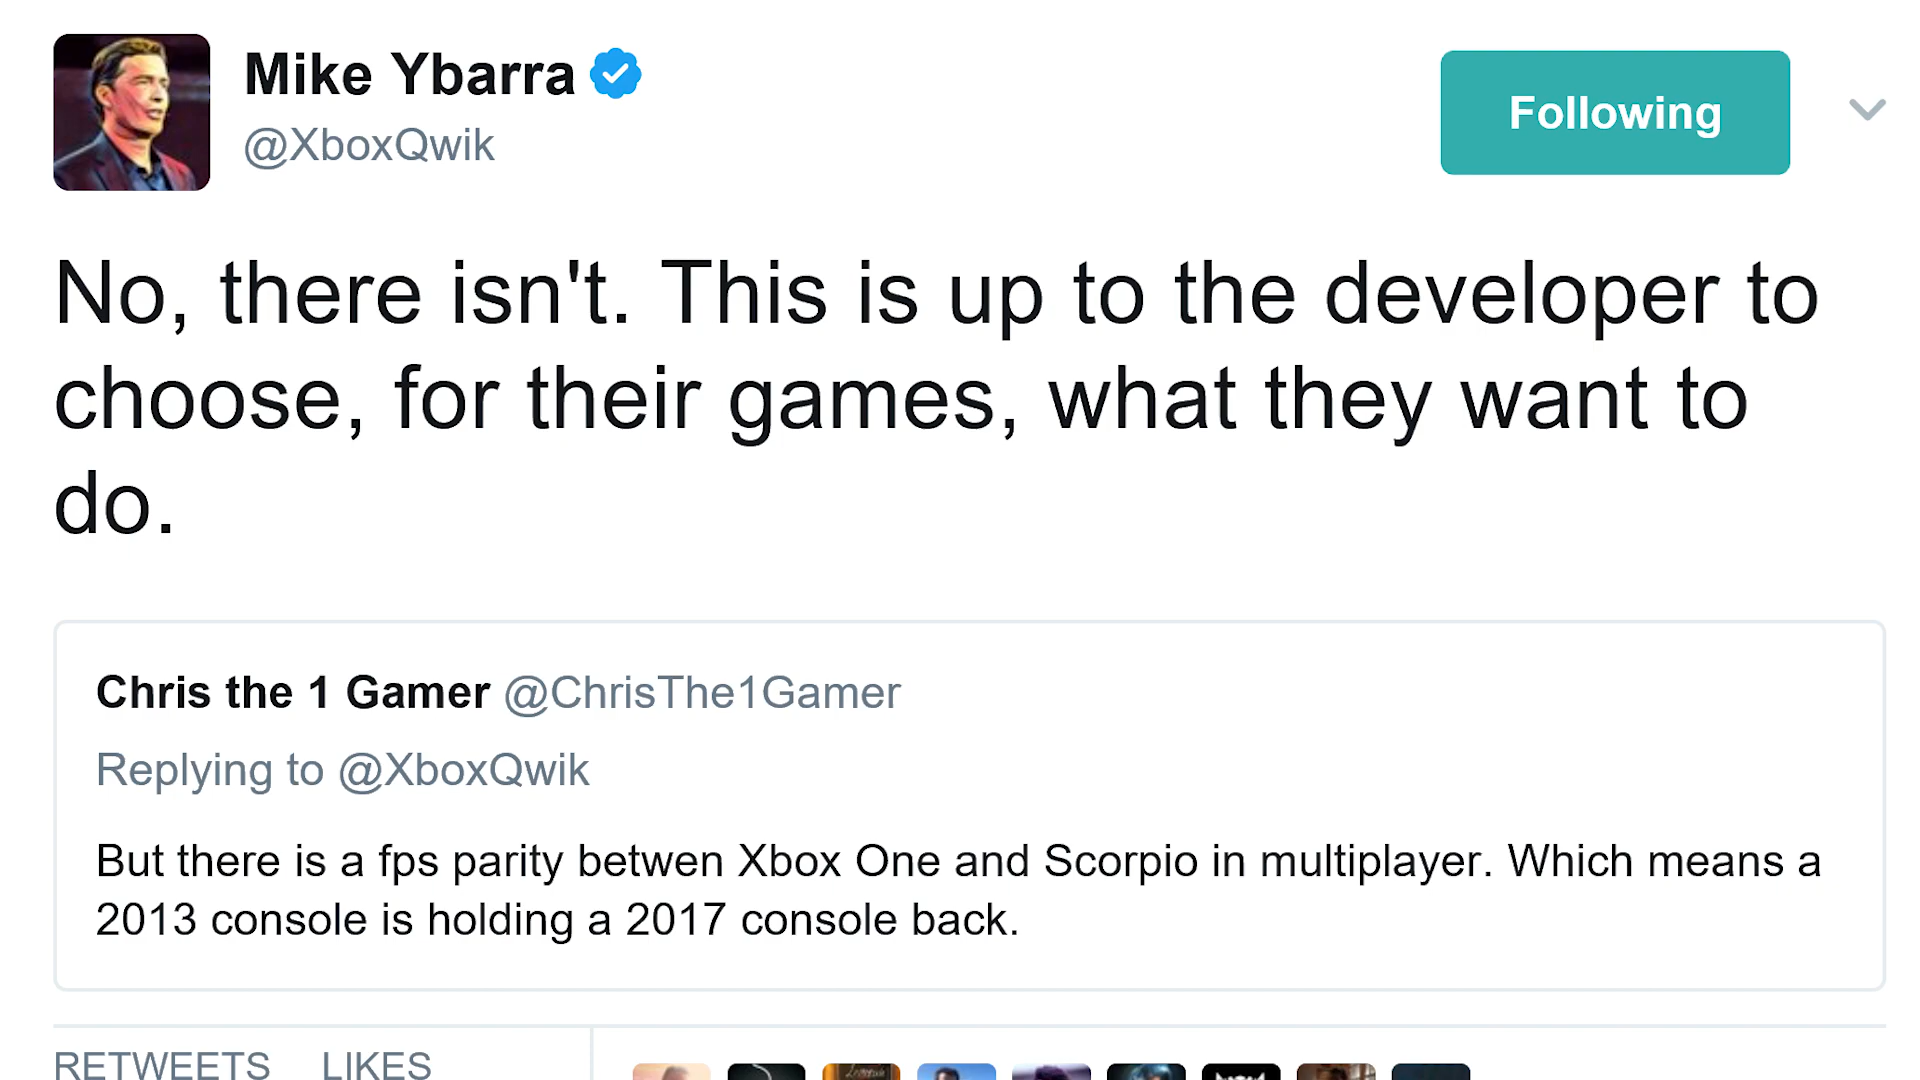 Mike Ybarra
@XboxQwik
Following
No, there isn't. This is up to the developer to
choose, for their games, what they want to
do.
Chris the 1 Gamer @ChrisThe1Gamer
Replying to @XboxQwik
But there is a fps parity betwen Xbox One and Scorpio in multiplayer. Which means a
2013 console is holding a 2017 console back.
RETWEETS LIKES